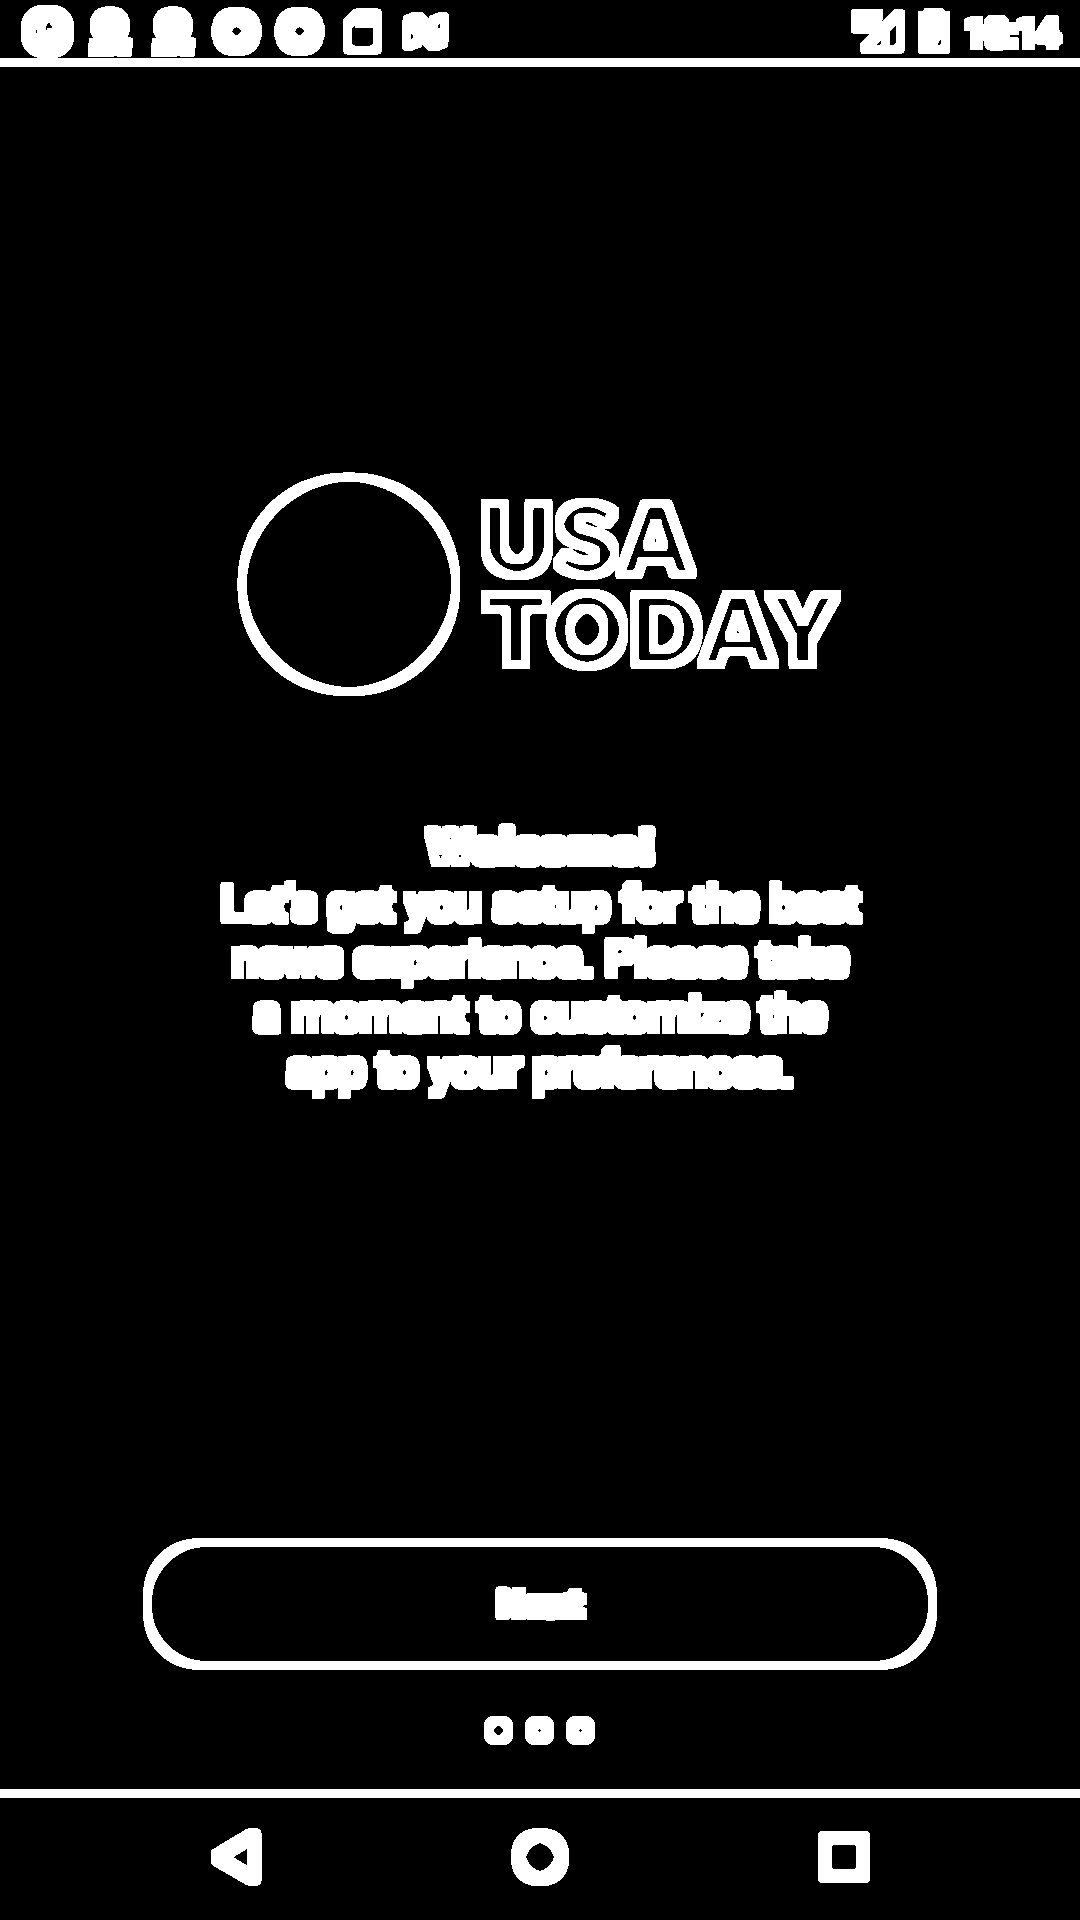 16:14
USA
TODAY
Welcome!
Let's get you setup for the best
news experience. Please take
a moment to customize the
app to your preferences.
Next